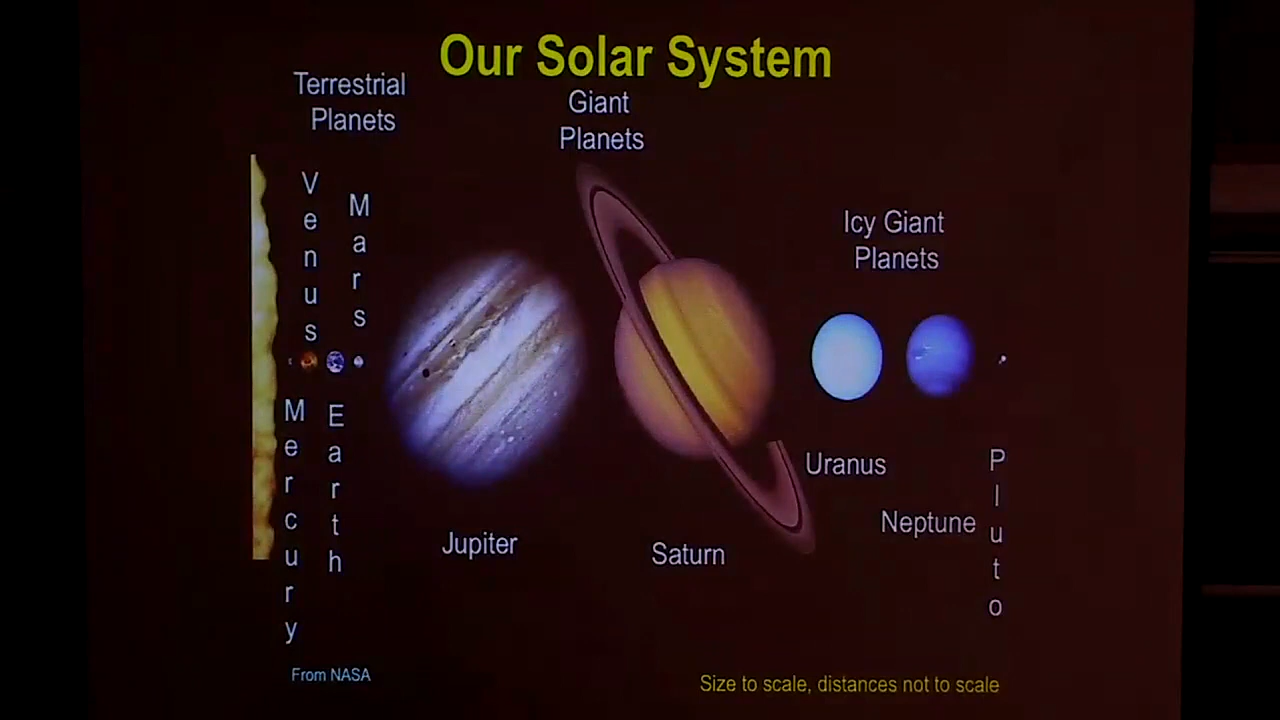 Our Solar System
Terrestrial
Planets
Giant
Planets
Icy Giant
Planets
Venus
Mars
Mercury
Earth
Jupiter
Saturn
Uranus
Neptune
Pluto
From NASA
Size to scale, distances not to scale